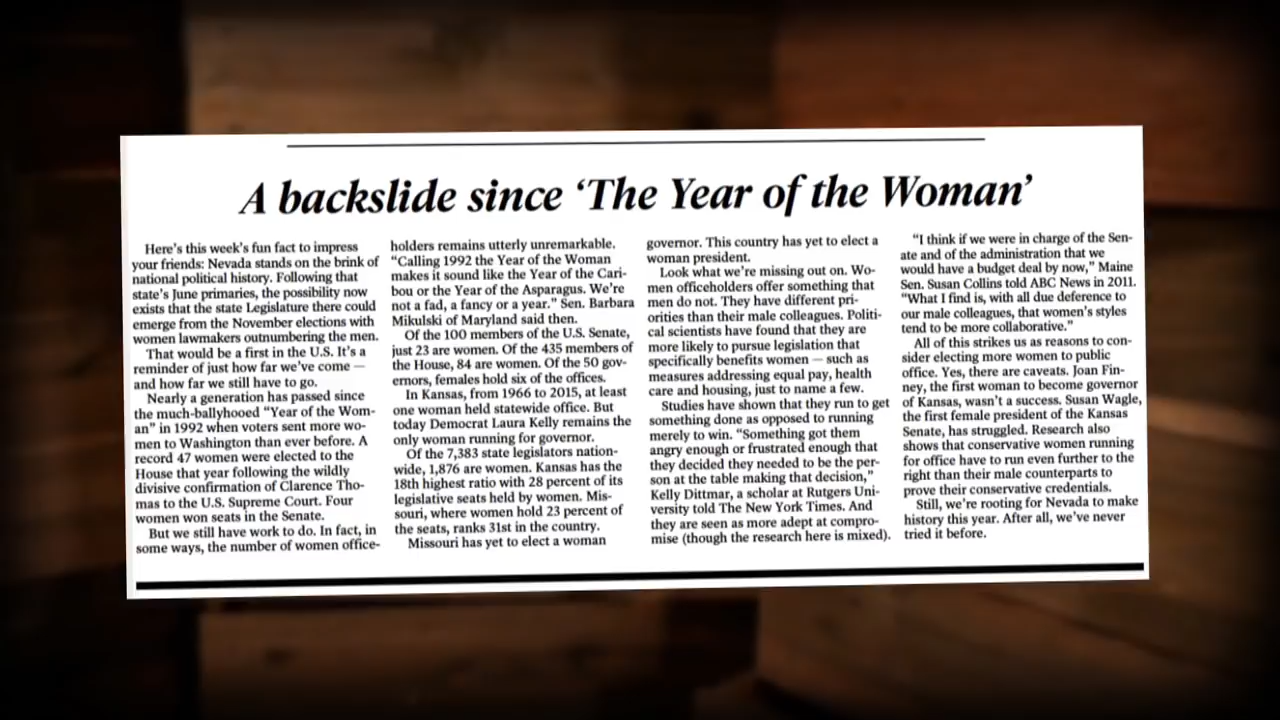 A backslide since ‘The Year of the Woman’
Here’s this week’s fun fact to impress
your friends: Nevada stands on the brink of
national political history. Following that
state’s June primaries, the possibility now
exists that the state Legislature there could
emerge from the November elections with
women lawmakers outnumbering the men.
That would be a first in the U.S. It’s a
reminder of just how far we’ve come —
and how far we still have to go.
Nearly a generation has passed since
the much-ballyhooed “Year of the Wom-
an” in 1992 when voters sent more wo-
men to Washington than ever before. A
record 47 women were elected to the
House that year following the wildly
divisive confirmation of Clarence Tho-
mas to the U.S. Supreme Court. Four
women won seats in the Senate.
But we still have work to do. In fact, in
some ways, the number of women office-
holders remains utterly unremarkable.
“Calling 1992 the Year of the Woman
makes it sound like the Year of the Cari-
bou or the Year of the Asparagus. We’re
not a fad, a fancy or a year.” Sen. Barbara
Mikulski of Maryland said then.
Of the 100 members of the U.S. Senate,
just 23 are women. Of the 435 members of
the House, 84 are women. Of the 50 gov-
ernors, females hold six of the offices.
In Kansas, from 1966 to 2015, at least
one woman held statewide office. But
today Democrat Laura Kelly remains the
only woman running for governor.
Of the 7,383 state legislators nation-
wide, 1,876 are women. Kansas has the
18th highest ratio with 28 percent of its
legislative seats held by women. Mis-
souri, where women hold 23 percent of
the seats, ranks 31st in the country.
Missouri has yet to elect a woman
governor. This country has yet to elect a
woman president.
Look what we’re missing out on. Wo-
men officeholders offer something that
men do not. They have different pri-
orities than their male colleagues. Politi-
cal scientists have found that they are
more likely to pursue legislation that
specifically benefits women — such as
measures addressing equal pay, health
care and housing, just to name a few.
Studies have shown that they run to get
something done as opposed to running
merely to win. “Something got them
angry enough or frustrated enough that
they decided they needed to be the per-
son at the table making that decision,”
Kelly Dittmar, a scholar at Rutgers Uni-
versity told The New York Times. And
they are seen as more adept at compro-
mise (though the research here is mixed).
“I think if we were in charge of the Sen-
ate and of the administration that we
would have a budget deal by now,” Maine
Sen. Susan Collins told ABC News in 2011.
“What I find is, with all due deference to
our male colleagues, that women’s styles
tend to be more collaborative.”
All of this strikes us as reasons to con-
sider electing more women to public
office. Yes, there are caveats. Joan Fin-
ney, the first woman to become governor
of Kansas, wasn’t a success. Susan Wagle,
the first female president of the Kansas
Senate, has struggled. Research also
shows that conservative women running
for office have to run even further to the
right than their male counterparts to
prove their conservative credentials.
Still, we’re rooting for Nevada to make
history this year. After all, we’ve never
tried it before.